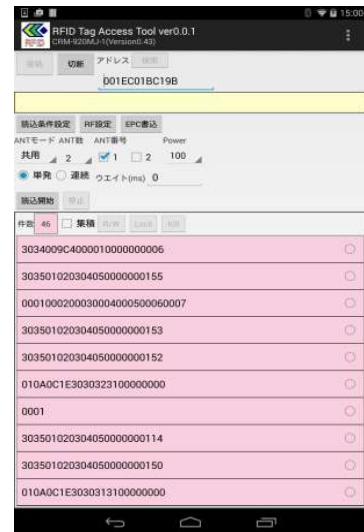 15:00
RFID Tag Access Tool ver0.0.1
CRM-920MJ-1(Version0.43)
接続 切断 アドレス 検索
001EC01BC19B
読込条件設定 RF設定 EPC書込
ANTモード ANT数 ANT番号 Power
共用 2 1 2 100
単発 連続 ウエイト(ms) 0
読込開始 停止
件数 46 集積 R/W Lock Kill
3034009C4000010000000006
303501020304050000000155
0001000200030004000500060007
303501020304050000000153
303501020304050000000152
010A0C1E3030323100000000
0001
303501020304050000000114
303501020304050000000150
010A0C1E3030313100000000